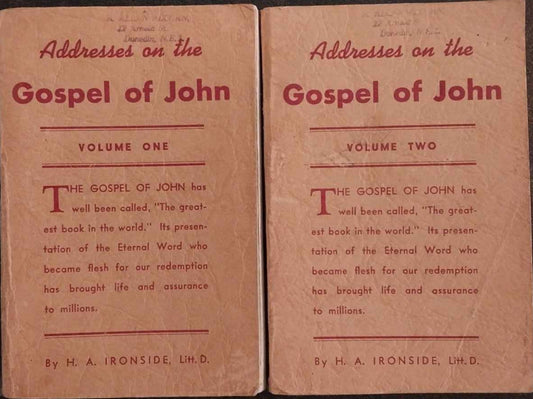 Addresses on the
Gospel of John
VOLUME ONE
THE GOSPEL OF JOHN has
well been called, "The great-
est book in the world." Its presen-
tation of the Eternal Word who
became flesh for our redemption
has brought life and assurance
to millions.
By H. A. IRONSIDE, Litt. D.
Addresses on the
Gospel of John
VOLUME TWO
THE GOSPEL OF JOHN has
well been called, "The great-
est book in the world." Its presen-
tation of the Eternal Word who
became flesh for our redemption
has brought life and assurance
to millions.
By H. A. IRONSIDE, Litt. D.